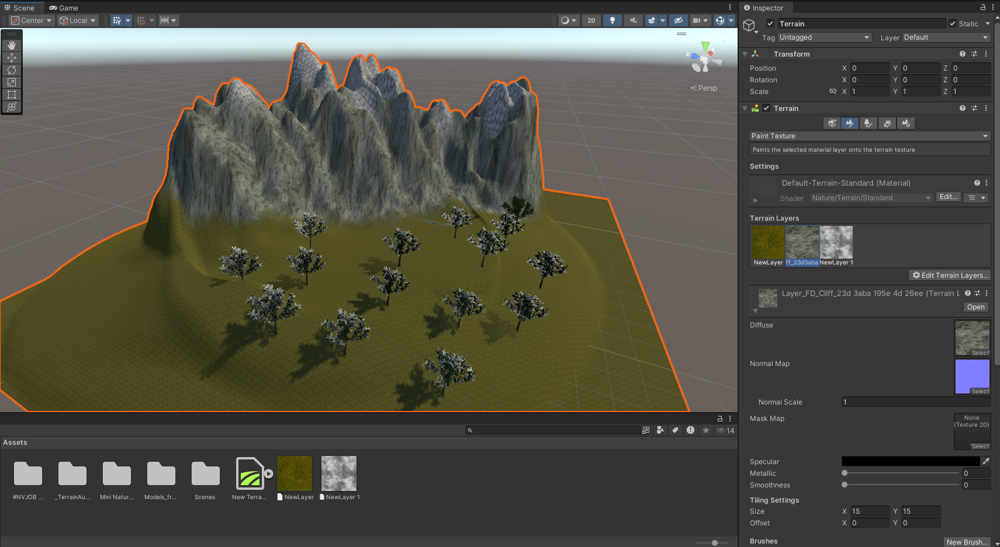 Scene
Game
Center
Local
2D
z
Persp
Inspector
Terrain
Static
Tag Untagged
Layer Default
Transform
Position X 0 Y 0 Z 0
Rotation X 0 Y 0 Z 0
Scale X 1 Y 1 Z 1
Terrain
Paint Texture
Paints the selected material layer onto the terrain texture
Settings
Default-Terrain-Standard (Material)
Shader Nature/Terrain/Standard Edit...
Terrain Layers
NewLayer ff_23d3aba NewLayer 1
Edit Terrain Layers...
Layer_FD_Cliff_23d 3aba 195e 4d 26ee (Terrain L
Open
Diffuse
Select
Normal Map
Select
Normal Scale 1
Mask Map
None
(Texture 2D)
Select
Specular
Metallic 0
Smoothness 0
Tiling Settings
Size X 15 Y 15
Offset X 0 Y 0
Brushes
New Brush...
14
Assets
#NVJOB ...
_TerrainAu...
Mini Natur...
Models_fr...
Scenes
New Terra...
NewLayer
NewLayer 1